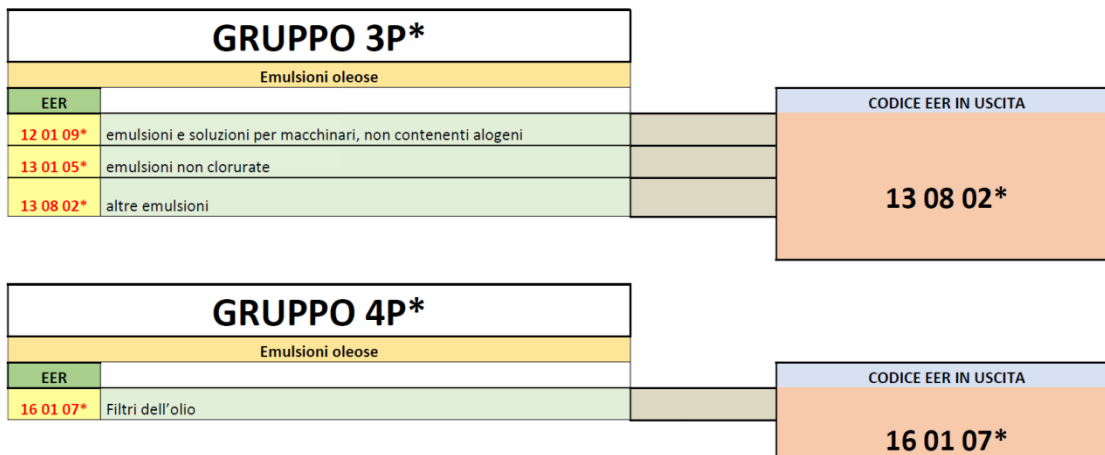 GRUPPO 3P*
Emulsioni oleose
EER
CODICE EER IN USCITA
12 01 09* emulsioni e soluzioni per macchinari, non contenenti alogeni
13 01 05* emulsioni non clorurate
13 08 02* altre emulsioni
13 08 02*
GRUPPO 4P*
Emulsioni oleose
EER
CODICE EER IN USCITA
16 01 07* Filtri dell'olio
16 01 07*